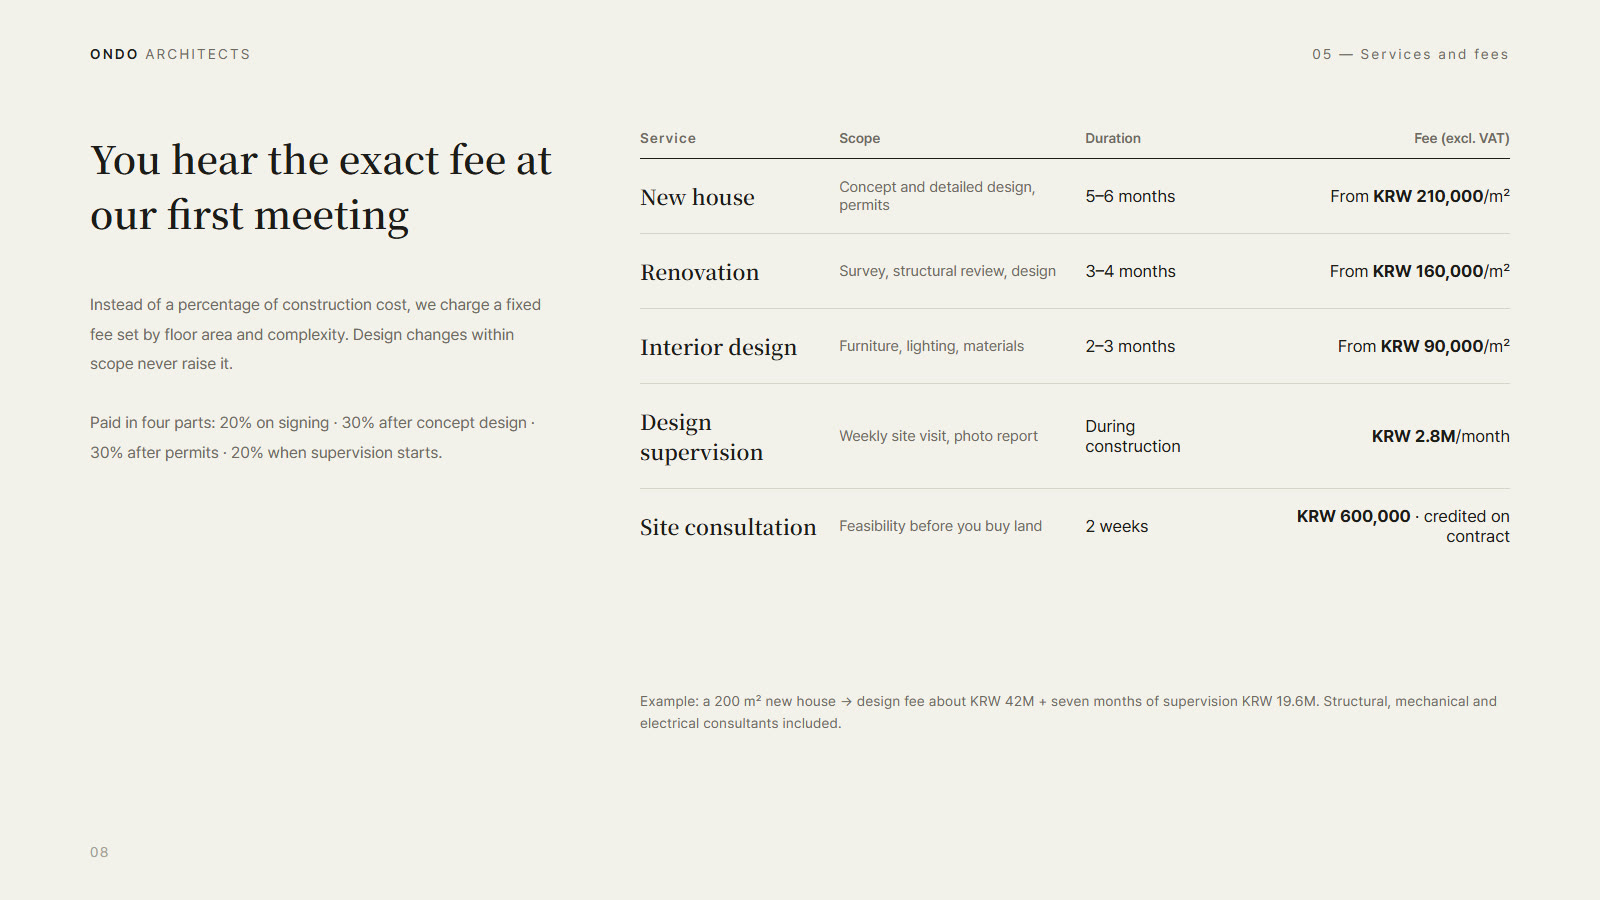 ONDO ARCHITECTS
05 — Services and fees
You hear the exact fee at
our first meeting
Instead of a percentage of construction cost, we charge a fixed
fee set by floor area and complexity. Design changes within
scope never raise it.
Paid in four parts: 20% on signing · 30% after concept design ·
30% after permits · 20% when supervision starts.
Service Scope Duration Fee (excl. VAT)
New house Concept and detailed design, 5–6 months From KRW 210,000/m²
permits
Renovation Survey, structural review, design 3–4 months From KRW 160,000/m²
Interior design Furniture, lighting, materials 2–3 months From KRW 90,000/m²
Design Weekly site visit, photo report During KRW 2.8M/month
supervision construction
Site consultation Feasibility before you buy land 2 weeks KRW 600,000 · credited on
contract
Example: a 200 m² new house → design fee about KRW 42M + seven months of supervision KRW 19.6M. Structural, mechanical and
electrical consultants included.
08